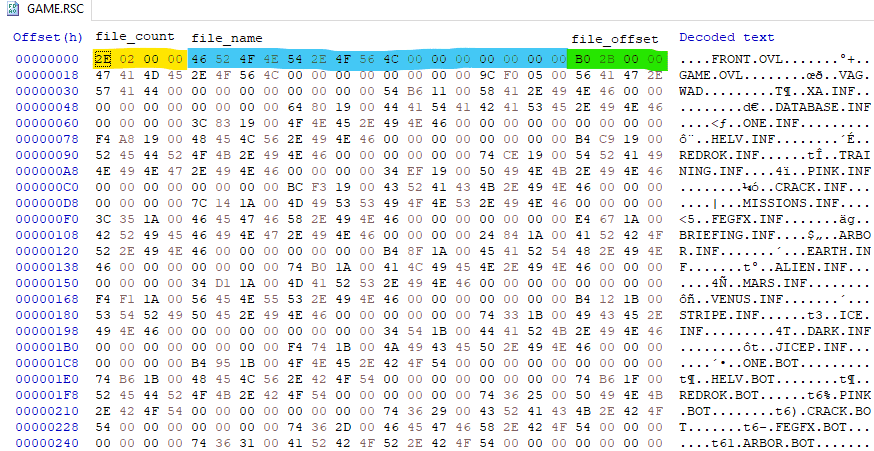 GAME.RSC
Offset(h) file_count file_name file_offset Decoded text
00000000 2E 02 00 00 46 52 4F 4E 54 2E 4F 56 4C 00 00 00 00 00 00 00 B0 2B 00 00 ....FRONT.OVL.......°+..
00000018 47 41 4D 45 2E 4F 56 4C 00 00 00 00 00 00 00 00 9C F0 05 00 56 41 47 2E GAME.OVL........œð..VAG.
00000030 57 41 44 00 00 00 00 00 00 00 00 00 54 B6 11 00 58 41 2E 49 4E 46 00 00 WAD.........T¶..XA.INF..
00000048 00 00 00 00 00 00 00 00 64 80 19 00 44 41 54 41 42 41 53 45 2E 49 4E 46 ........d€..DATABASE.INF
00000060 00 00 00 00 3C 83 19 00 4F 4E 45 2E 49 4E 46 00 00 00 00 00 00 00 00 00 ....<ƒ..ONE.INF.........
00000078 F4 A8 19 00 48 45 4C 56 2E 49 4E 46 00 00 00 00 00 00 00 00 B4 C9 19 00 ô¨..HELV.INF........´É..
00000090 52 45 44 52 4F 4B 2E 49 4E 46 00 00 00 00 00 00 74 CE 19 00 54 52 41 49 REDROK.INF......tÎ..TRAI
000000A8 4E 49 4E 47 2E 49 4E 46 00 00 00 00 34 EF 19 00 50 49 4E 4B 2E 49 4E 46 NING.INF....4ï..PINK.INF
000000C0 00 00 00 00 00 00 00 00 BC F3 19 00 43 52 41 43 4B 2E 49 4E 46 00 00 00 ........¼ó..CRACK.INF...
000000D8 00 00 00 00 7C 14 1A 00 4D 49 53 53 49 4F 4E 53 2E 49 4E 46 00 00 00 00 ....|...MISSIONS.INF....
000000F0 3C 35 1A 00 46 45 47 46 58 2E 49 4E 46 00 00 00 00 00 00 00 E4 67 1A 00 <5..FEGFX.INF.......äg..
00000108 42 52 49 45 46 49 4E 47 2E 49 4E 46 00 00 00 00 24 84 1A 00 41 52 42 4F BRIEFING.INF....$„..ARBO
00000120 52 2E 49 4E 46 00 00 00 00 00 00 00 B4 8F 1A 00 45 41 52 54 48 2E 49 4E R.INF.......´...EARTH.IN
00000138 46 00 00 00 00 00 00 00 74 B0 1A 00 41 4C 49 45 4E 2E 49 4E 46 00 00 00 F.......t°..ALIEN.INF...
00000150 00 00 00 00 34 D1 1A 00 4D 41 52 53 2E 49 4E 46 00 00 00 00 00 00 00 00 ....4Ñ..MARS.INF........
00000168 F4 F1 1A 00 56 45 4E 55 53 2E 49 4E 46 00 00 00 00 00 00 00 B4 12 1B 00 ôñ..VENUS.INF.......´...
00000180 53 54 52 49 50 45 2E 49 4E 46 00 00 00 00 00 00 74 33 1B 00 49 43 45 2E STRIPE.INF......t3..ICE.
00000198 49 4E 46 00 00 00 00 00 00 00 00 00 34 54 1B 00 44 41 52 4B 2E 49 4E 46 INF.........4T..DARK.INF
000001B0 00 00 00 00 00 00 00 00 F4 74 1B 00 4A 49 43 45 50 2E 49 4E 46 00 00 00 ........ôt..JICEP.INF...
000001C8 00 00 00 00 B4 95 1B 00 4F 4E 45 2E 42 4F 54 00 00 00 00 00 00 00 00 00 ....´•..ONE.BOT.........
000001E0 74 B6 1B 00 48 45 4C 56 2E 42 4F 54 00 00 00 00 00 00 00 00 74 B6 1F 00 t¶..HELV.BOT........t¶..
000001F8 52 45 44 52 4F 4B 2E 42 4F 54 00 00 00 00 00 00 74 36 25 00 50 49 4E 4B REDROK.BOT......t6%.PINK
00000210 2E 42 4F 54 00 00 00 00 00 00 00 00 74 36 29 00 43 52 41 43 4B 2E 42 4F .BOT........t6).CRACK.BO
00000228 54 00 00 00 00 00 00 00 74 36 2D 00 46 45 47 46 58 2E 42 4F 54 00 00 00 T.......t6-.FEGFX.BOT...
00000240 00 00 00 00 74 36 31 00 41 52 42 4F 52 2E 42 4F 54 00 00 00 00 00 00 00 ....t61.ARBOR.BOT.......